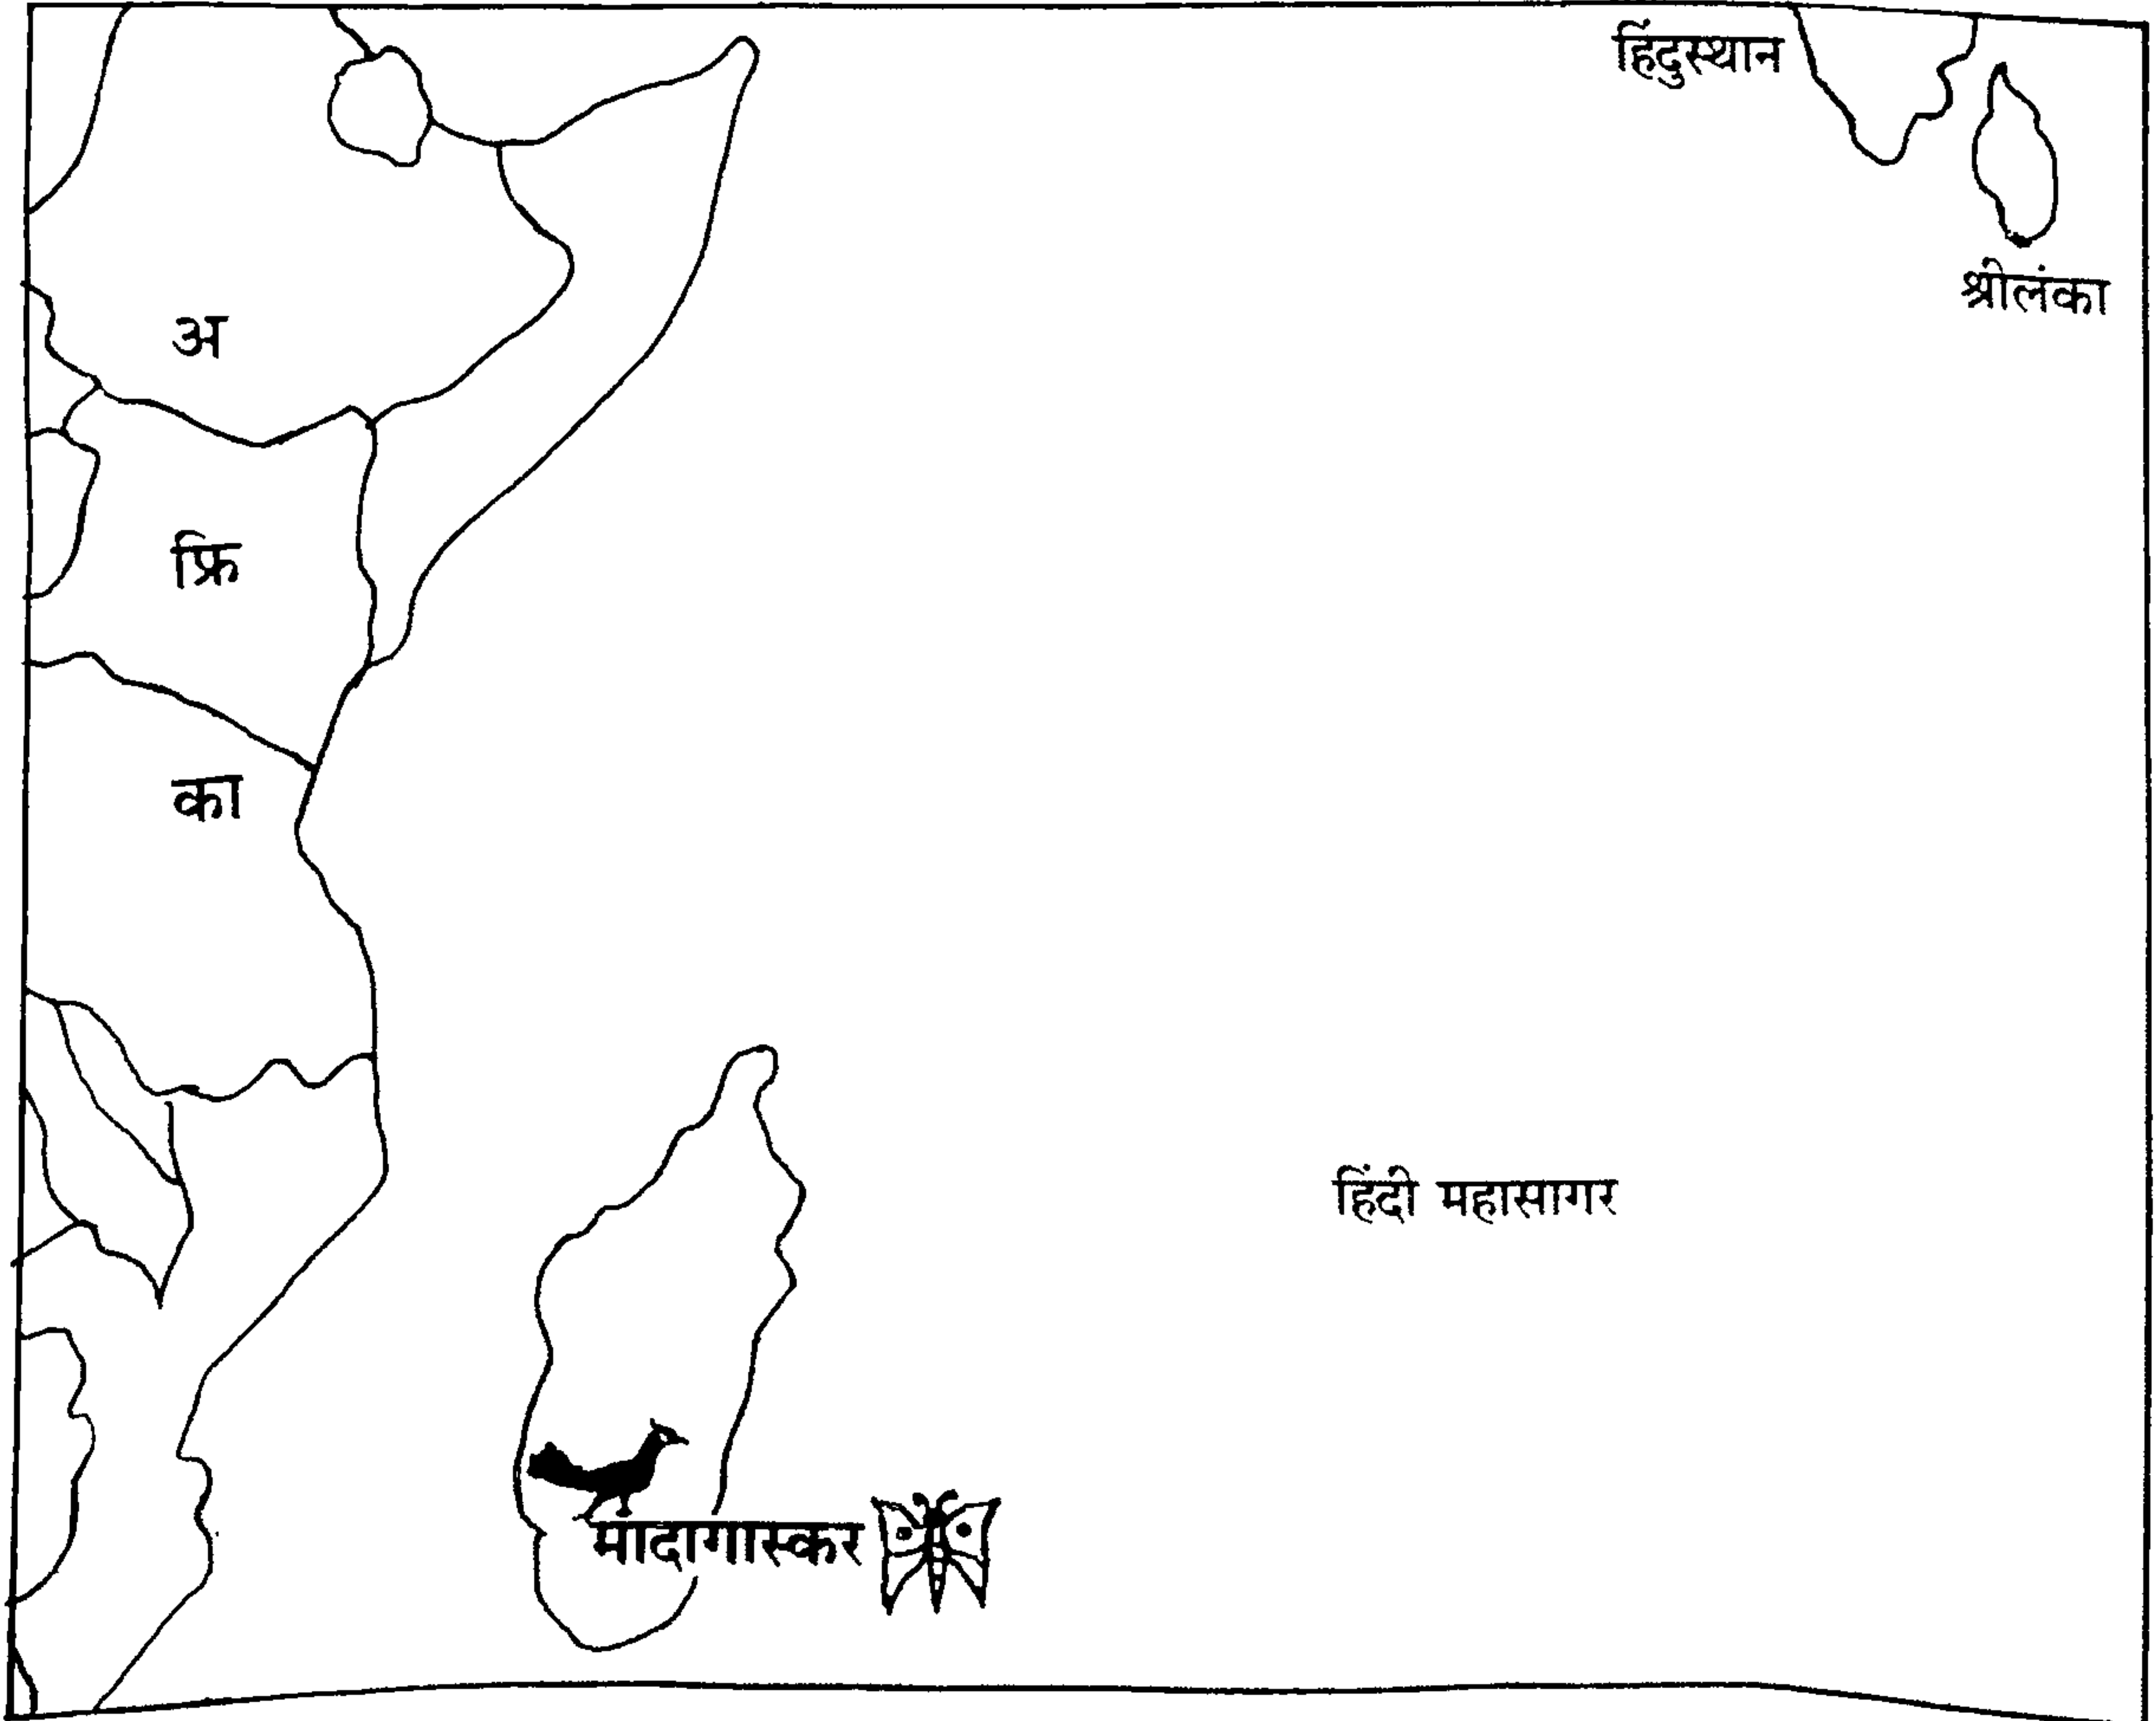 हिंदुस्थान
श्रीलंका
अ
फ्रि
का
हिंदी महासागर
मादागास्कर